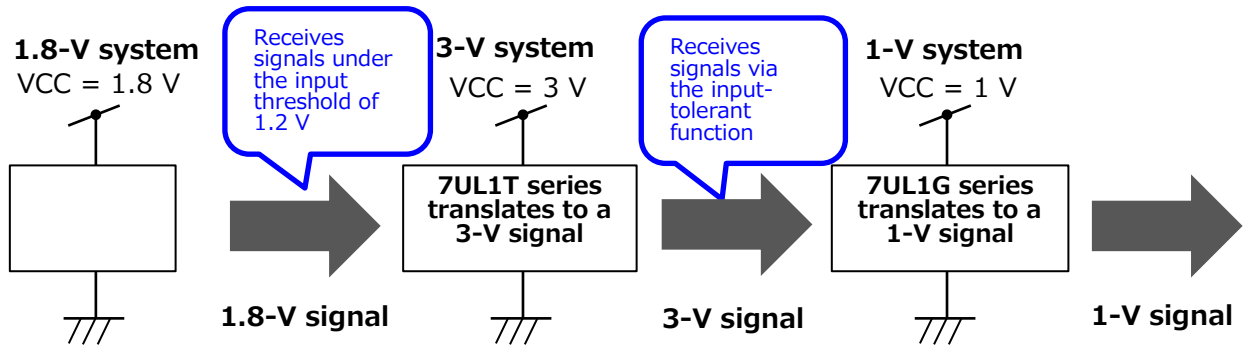 1.8-V system
VCC = 1.8 V
Receives
signals under
the input
threshold of
1.2 V
3-V system
VCC = 3 V
Receives
signals via
the input-
tolerant
function
1-V system
VCC = 1 V
7UL1T series
translates to a
3-V signal
7UL1G series
translates to a
1-V signal
1.8-V signal
3-V signal
1-V signal